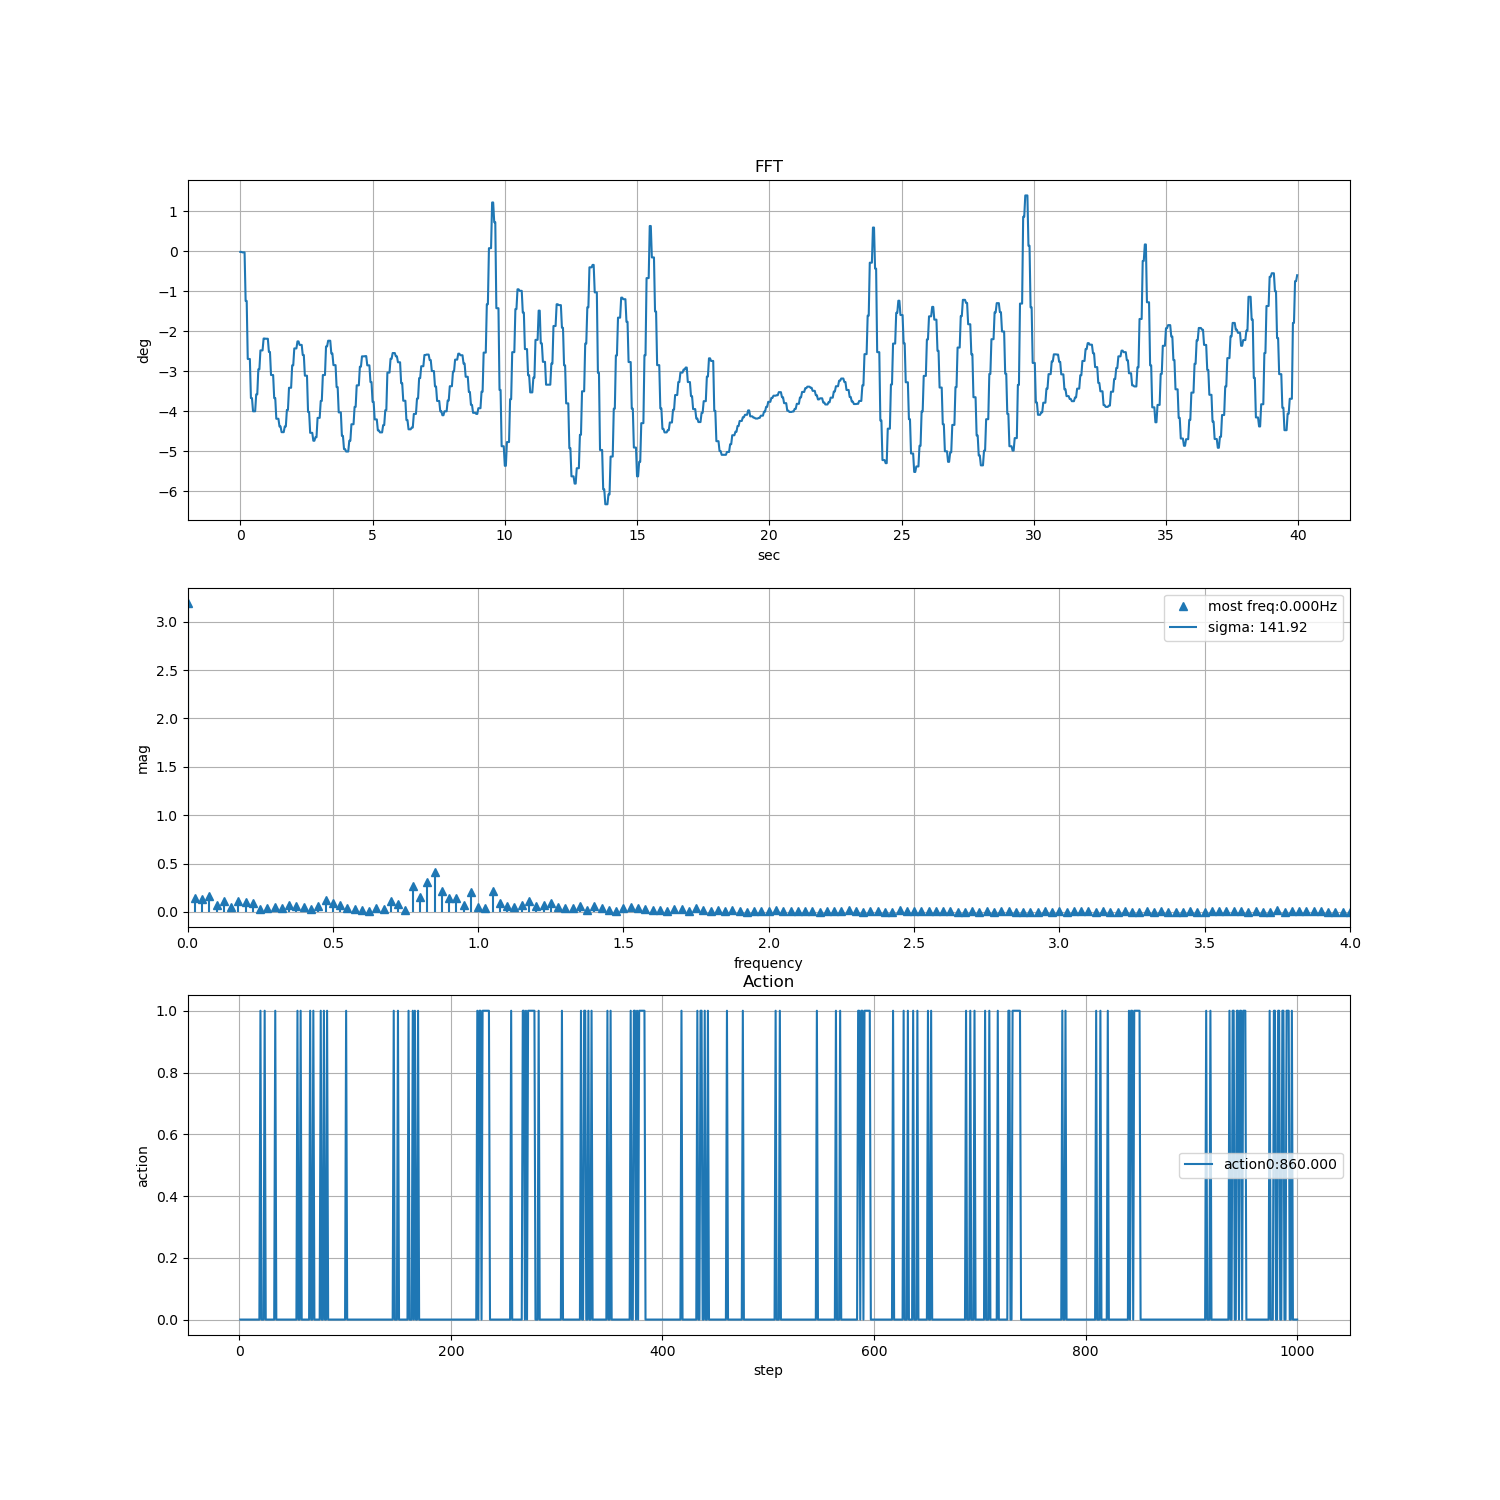 FFT
1
0
−1
−2
−3
−4
−5
−6
deg
0 5 10 15 20 25 30 35 40
sec
3.0
2.5
2.0
1.5
1.0
0.5
0.0
mag
most freq:0.000Hz
sigma: 141.92
0.0 0.5 1.0 1.5 2.0 2.5 3.0 3.5 4.0
frequency
Action
1.0
0.8
0.6
0.4
0.2
0.0
action
action0:860.000
0 200 400 600 800 1000
step